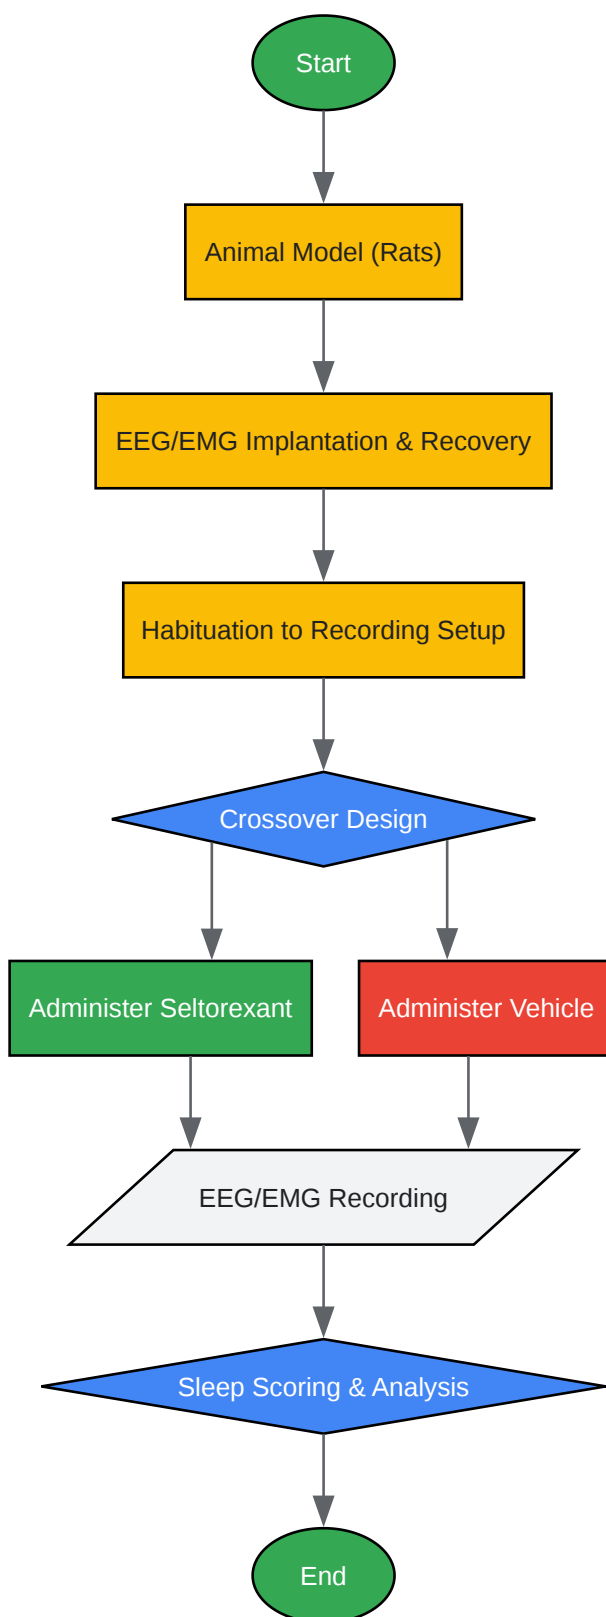 Start
Animal Model (Rats)
EEG/EMG Implantation & Recovery
Habituation to Recording Setup
Crossover Design
Administer Seltorexant
Administer Vehicle
EEG/EMG Recording
Sleep Scoring & Analysis
End